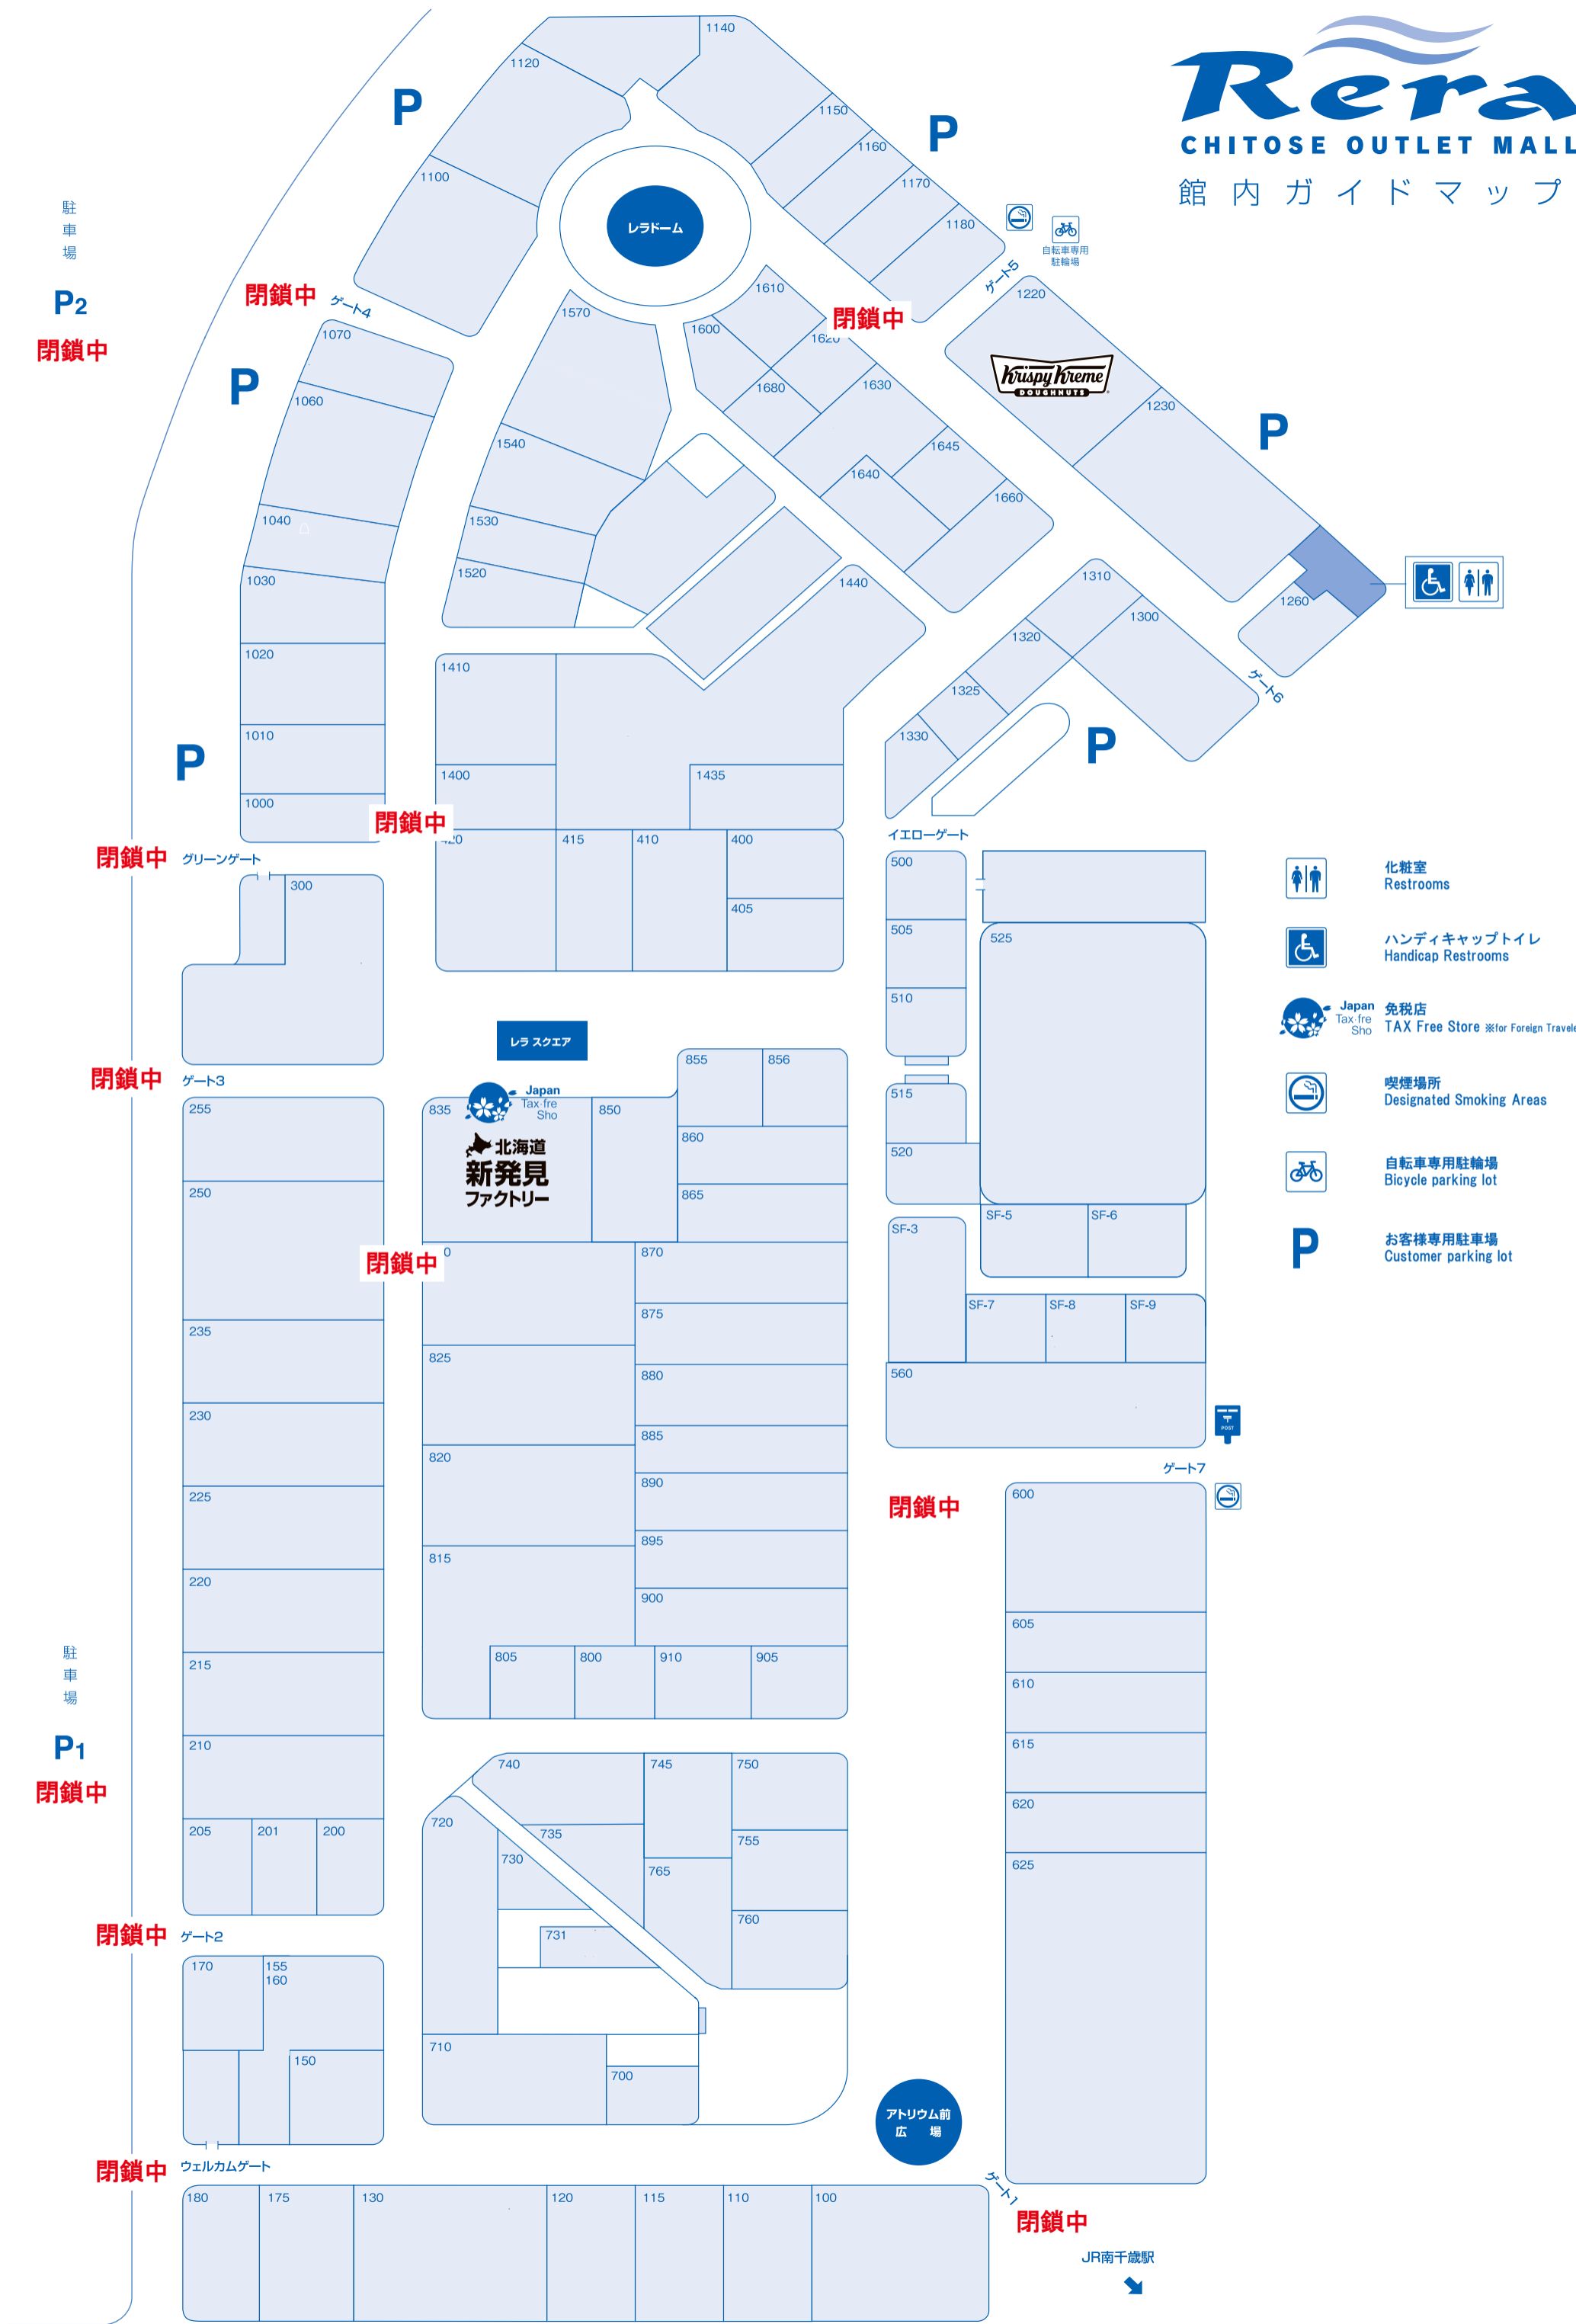 Rera
CHITOSE OUTLET MALL
館内ガイドマップ
1140
1120
P
1150
P
1160
1100
1170
1180
レラドーム
自転車専用
駐輪場
駐車場
P2
閉鎖中
閉鎖中
ゲート4
ゲート5
1070
1570
1610
1600
閉鎖中
1220
Krispy Kreme
DOUGHNUTS
P
1060
1680
1630
1230
P
1540
1645
1640
1660
1040
1530
1030
1520
1440
1310
1260
1300
1320
ゲート6
1020
1410
1325
1010
1330
P
P
1400
1435
1000
閉鎖中
イエローゲート
閉鎖中
グリーンゲート
415
410
400
405
300
500
505
525
510
515
520
化粧室
Restrooms
ハンディキャップトイレ
Handicap Restrooms
Japan
Tax-fre
Sho
免税店
TAX Free Store ※for Foreign Travele
喫煙場所
Designated Smoking Areas
自転車専用駐輪場
Bicycle parking lot
P
お客様専用駐車場
Customer parking lot
レラ スクエア
閉鎖中
ゲート3
255
250
235
230
225
220
215
210
205
201
200
835
Japan
Tax-fre
Sho
北海道
新発見
ファクトリー
850
855
856
860
865
閉鎖中
0
870
825
875
880
820
885
890
815
895
900
805
800
910
905
SF-3
SF-5
SF-6
SF-7
SF-8
SF-9
560
POST
ゲート7
閉鎖中
600
605
610
615
620
625
駐車場
P1
閉鎖中
740
745
750
720
735
755
730
765
760
731
710
700
閉鎖中
ゲート2
170
155
160
150
アトリウム前
広場
閉鎖中
ウェルカムゲート
180
175
130
120
115
110
100
ゲート1
閉鎖中
JR南千歳駅